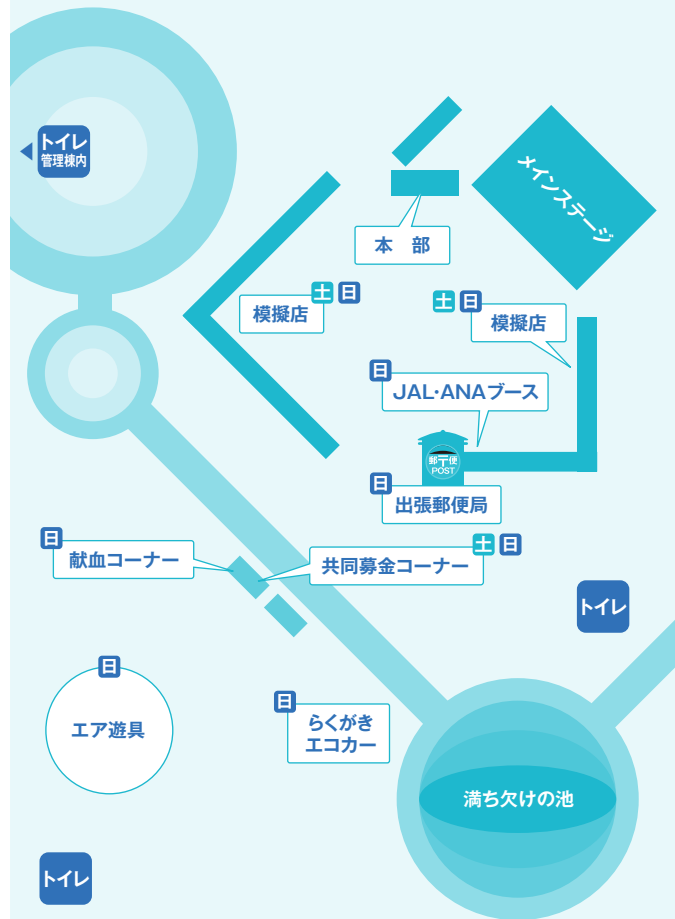 トイレ
管理棟内
メインステージ
本　部
土 日
模擬店
土 日
模擬店
日
JAL・ANAブース
郵〒便
POST
日
出張郵便局
日
献血コーナー
土 日
共同募金コーナー
トイレ
日
エア遊具
日
らくがき
エコカー
満ち欠けの池
トイレ